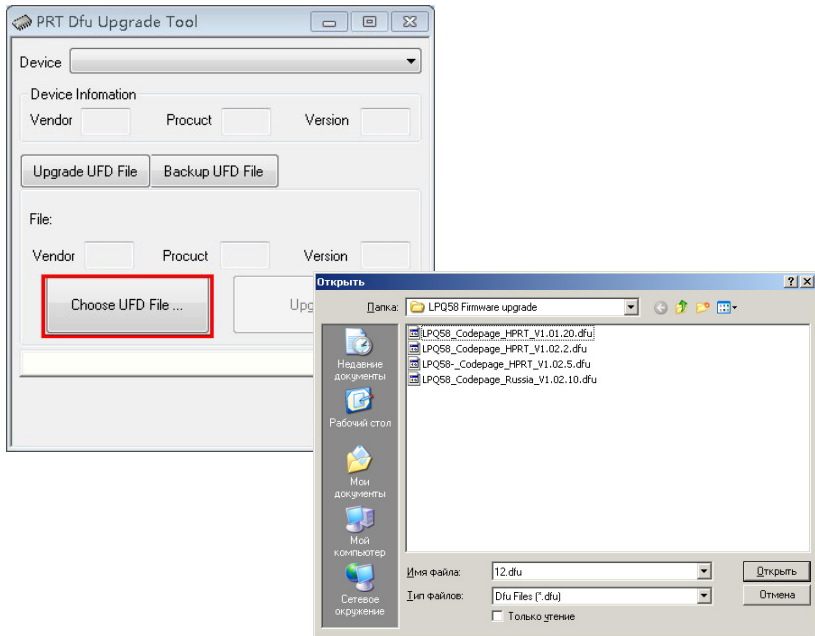 PRT Dfu Upgrade Tool
Device
Device Infomation
Vendor Procuct Version
Upgrade UFD File Backup UFD File
File:
Vendor Procuct Version
Choose UFD File ... Upg
Открыть
Папка: LPQ58 Firmware upgrade
LPQ58_Codepage_HPRT_V1.01.20.dfu
LPQ58_Codepage_HPRT_V1.02.2.dfu
LPQ58-_Codepage_HPRT_V1.02.5.dfu
LPQ58_Codepage_Russia_V1.02.10.dfu
Недавние
документы
Рабочий стол
Мои
документы
Мой
компьютер
Сетевое
окружение
Имя файла: 12.dfu Открыть
Тип файлов: Dfu Files (*.dfu) Отмена
Только чтение